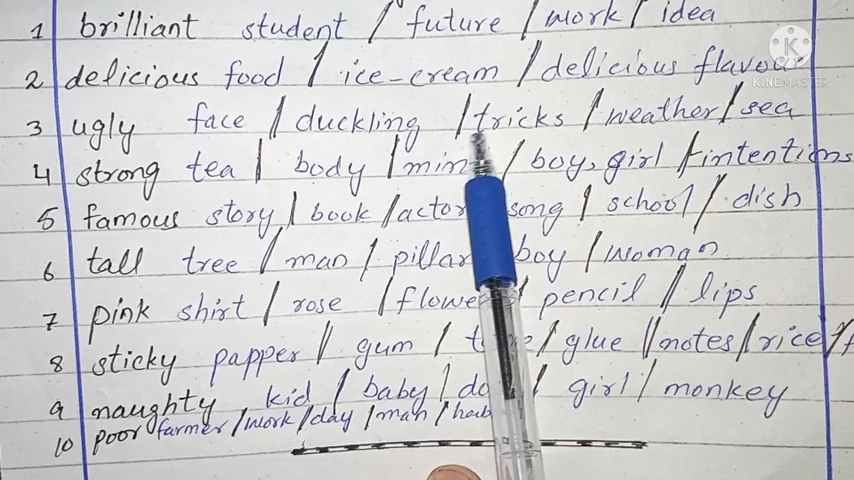 1 brilliant student / future / work / idea
2 delicious food / ice-cream / delicious flavour
3 ugly face / duckling / tricks / weather / sea
4 strong tea / body / / boy, girl / intentions
5 famous story / book / actor song / school / dish
6 tall tree / man / pillar boy / woman
7 pink shirt / rose / flower / pencil / lips
8 sticky papper / gum / / glue / notes / rice /
9 naughty kid / baby / / girl / monkey
10 poor farmer / work / day / man /
KINEMASTER